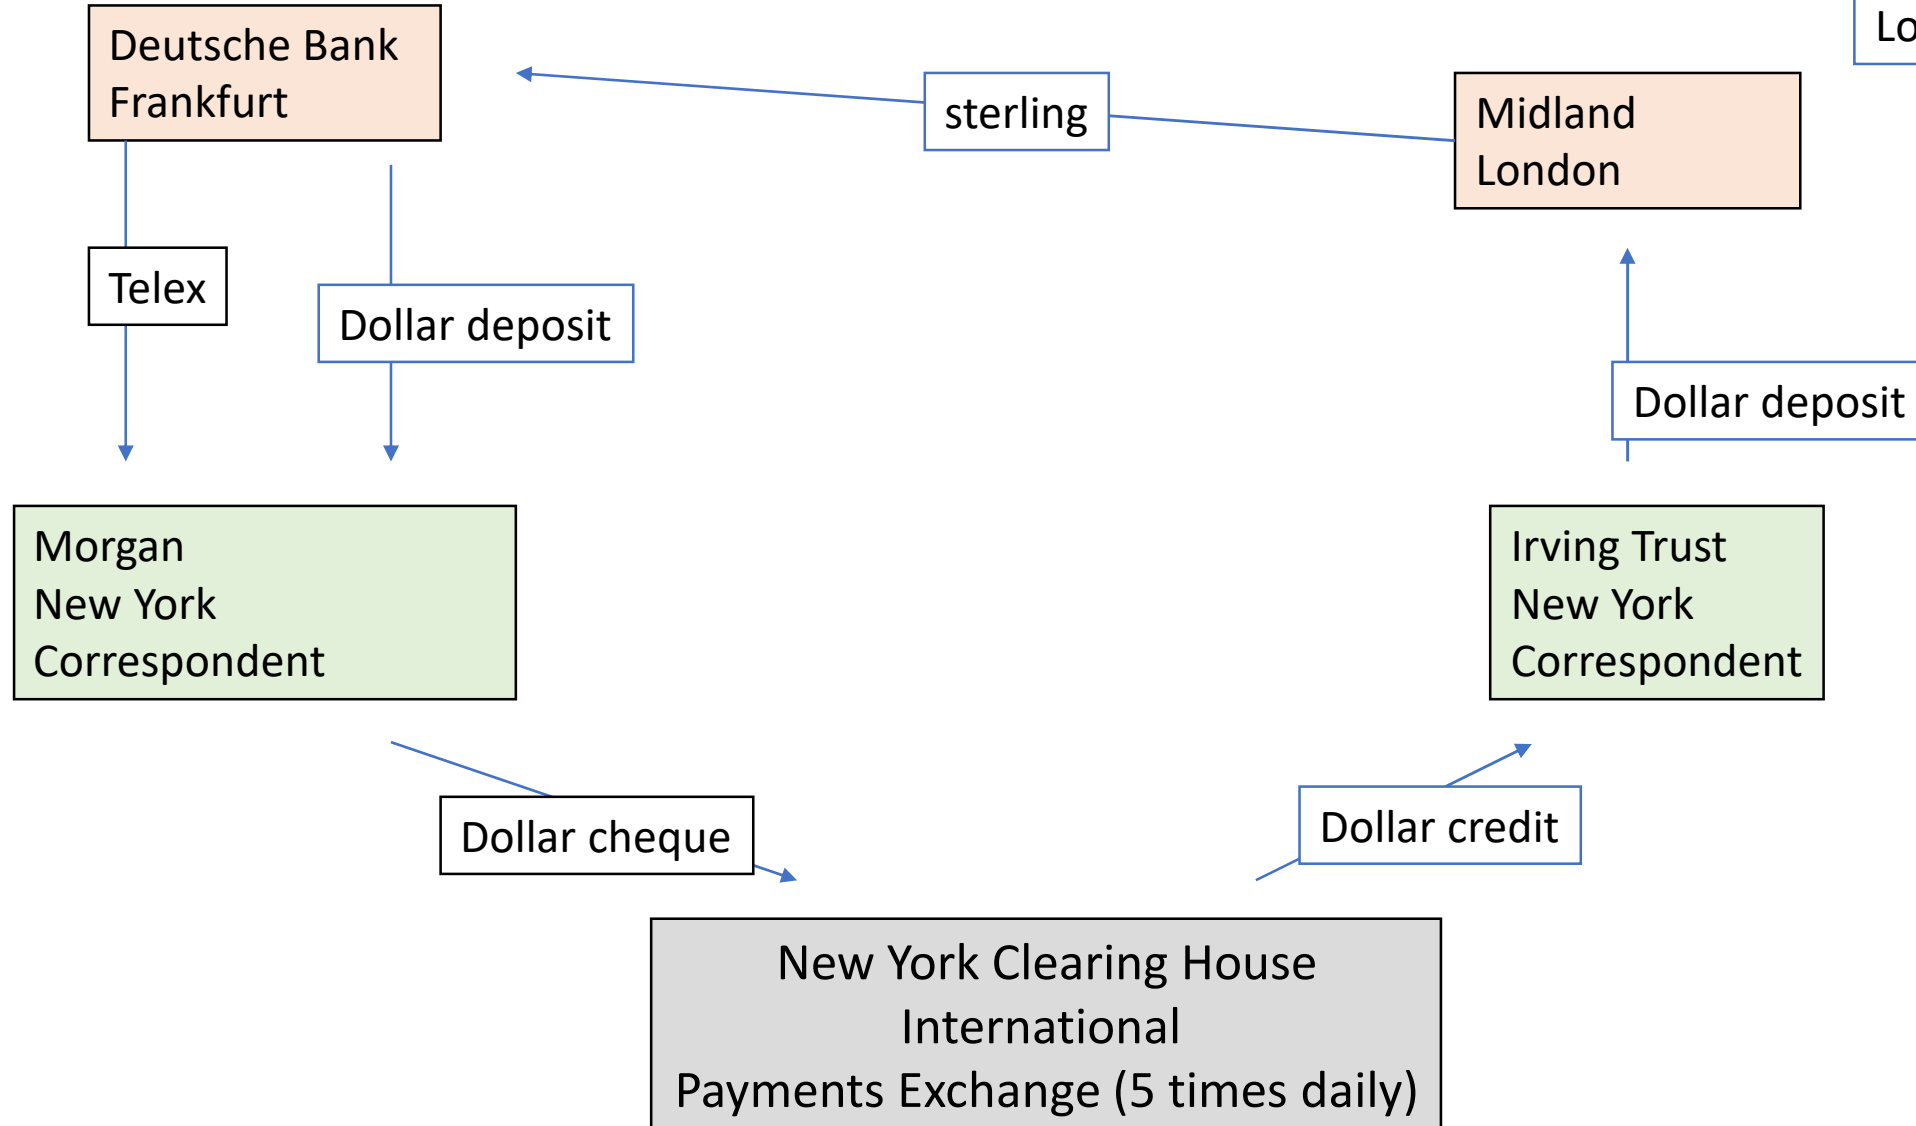 Deutsche Bank
Frankfurt
sterling
Midland
London
Telex
Dollar deposit
Dollar deposit
Morgan
New York
Correspondent
Irving Trust
New York
Correspondent
Dollar cheque
Dollar credit
New York Clearing House
International
Payments Exchange (5 times daily)